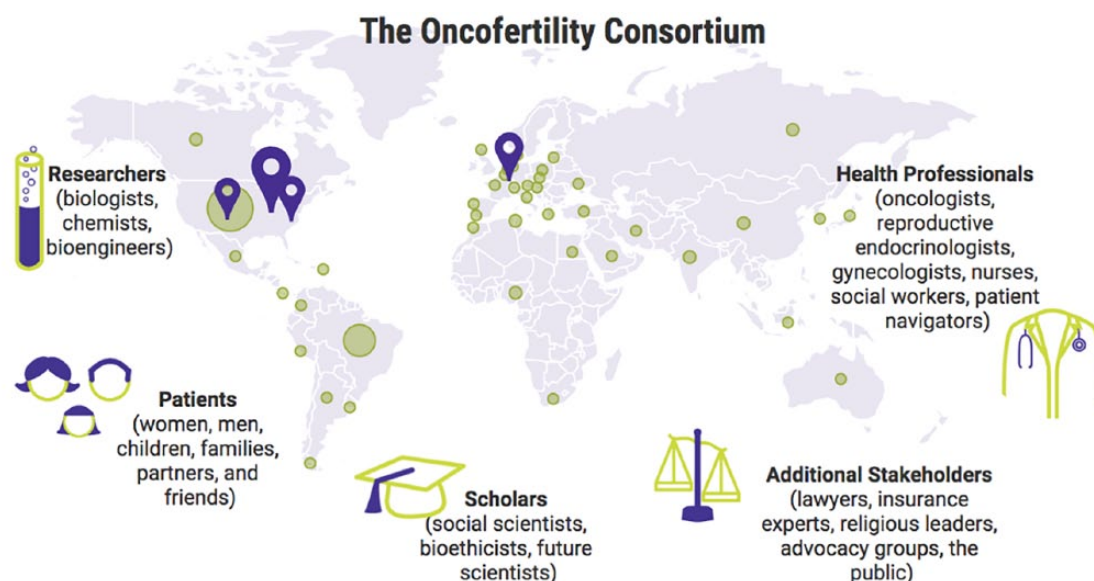 The Oncofertility Consortium
Researchers
(biologists,
chemists,
bioengineers)
Health Professionals
(oncologists,
reproductive
endocrinologists,
gynecologists, nurses,
social workers, patient
navigators)
Patients
(women, men,
children, families,
partners, and
friends)
Scholars
(social scientists,
bioethicists, future
scientists)
Additional Stakeholders
(lawyers, insurance
experts, religious leaders,
advocacy groups, the
public)